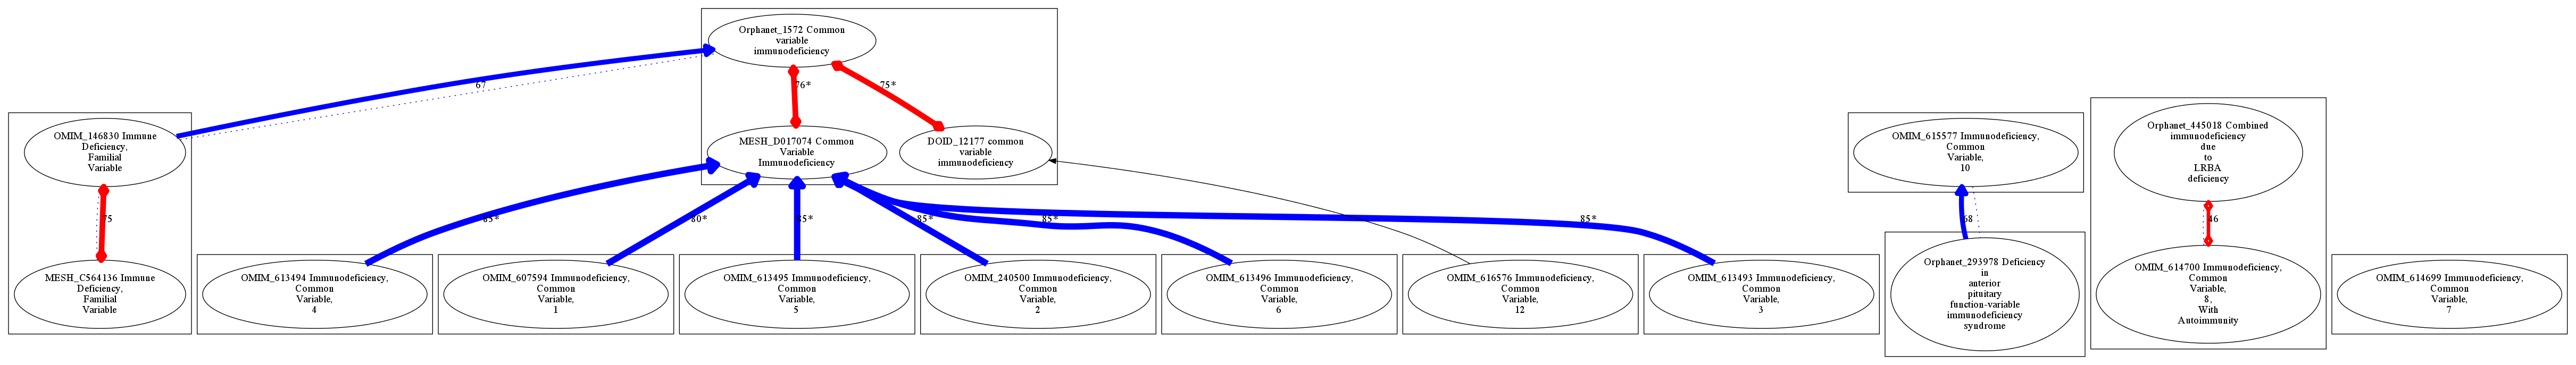 Orphanet_1572 Common
variable
immunodeficiency
67
76*
75*
OMIM_146830 Immune
Deficiency,
Familial
Variable
MESH_D017074 Common
Variable
Immunodeficiency
DOID_12177 common
variable
immunodeficiency
OMIM_615577 Immunodeficiency,
Common
Variable,
10
Orphanet_445018 Combined
immunodeficiency
due
to
LRBA
deficiency
75
85*
80*
85*
85*
85*
85*
68
46
MESH_C564136 Immune
Deficiency,
Familial
Variable
OMIM_613494 Immunodeficiency,
Common
Variable,
4
OMIM_607594 Immunodeficiency,
Common
Variable,
1
OMIM_613495 Immunodeficiency,
Common
Variable,
5
OMIM_240500 Immunodeficiency,
Common
Variable,
2
OMIM_613496 Immunodeficiency,
Common
Variable,
6
OMIM_616576 Immunodeficiency,
Common
Variable,
12
OMIM_613493 Immunodeficiency,
Common
Variable,
3
Orphanet_293978 Deficiency
in
anterior
pituitary
function-variable
immunodeficiency
syndrome
OMIM_614700 Immunodeficiency,
Common
Variable,
8,
With
Autoimmunity
OMIM_614699 Immunodeficiency,
Common
Variable,
7